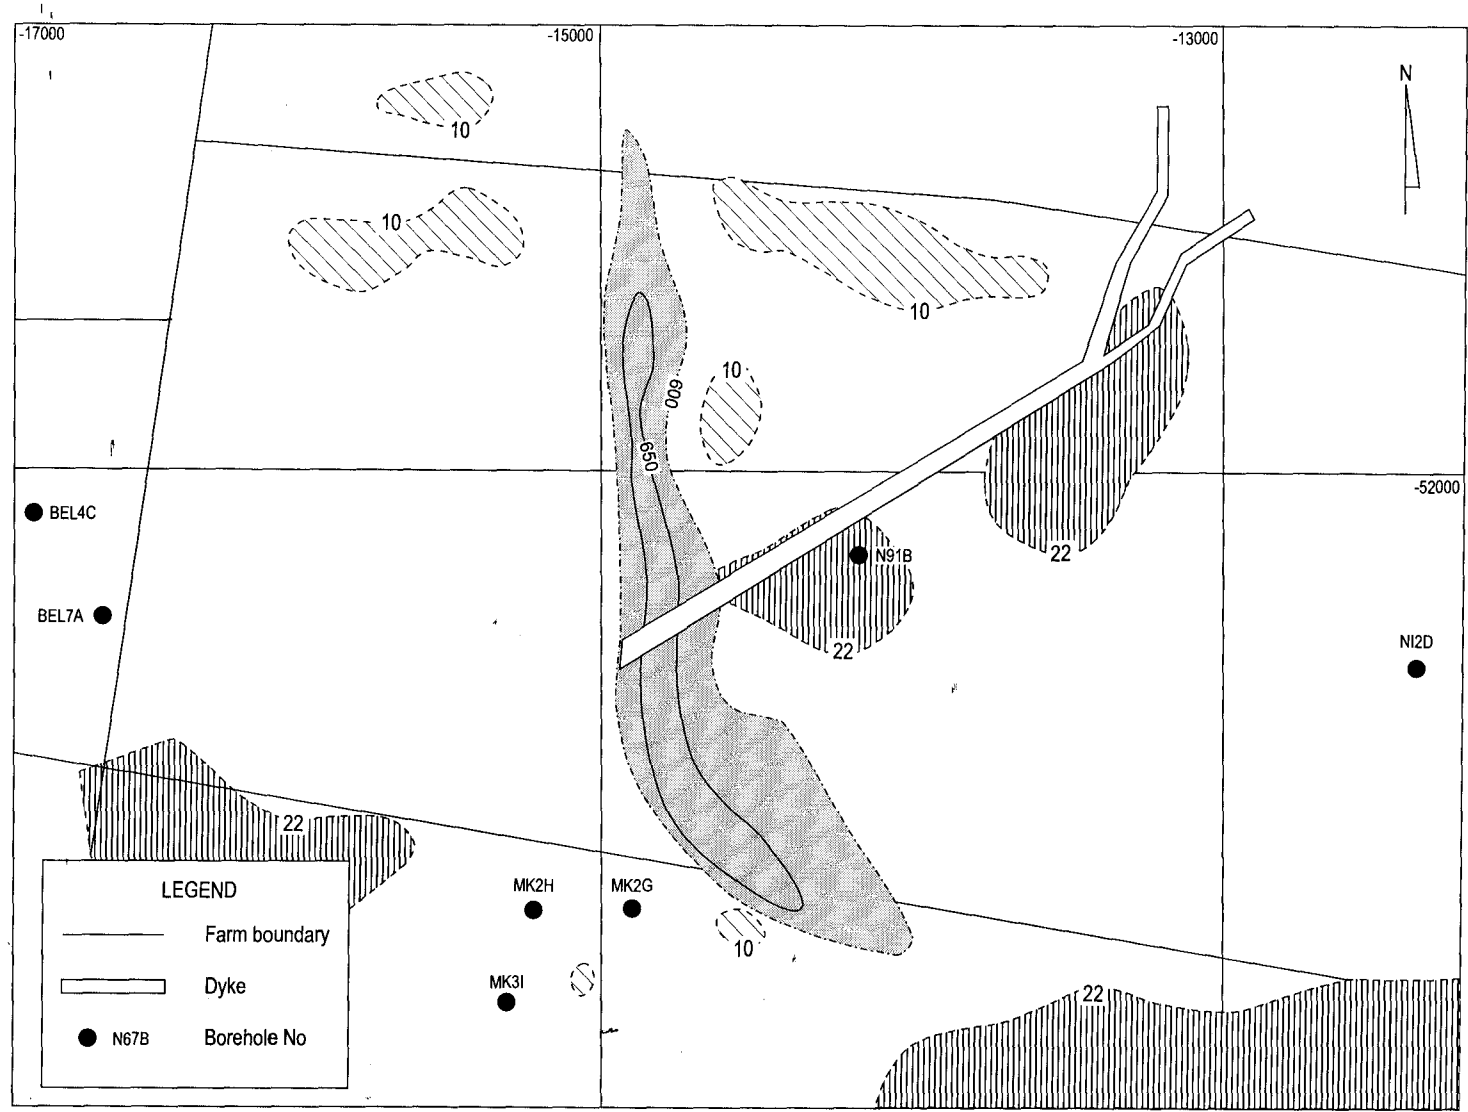 -17000
-15000
-13000
N
10
10
10
10
600
650
-52000
BEL4C
22
N91B
BEL7A
22
NI2D
22
MK2H
MK2G
10
MK3I
22
LEGEND
Farm boundary
Dyke
N67B Borehole No